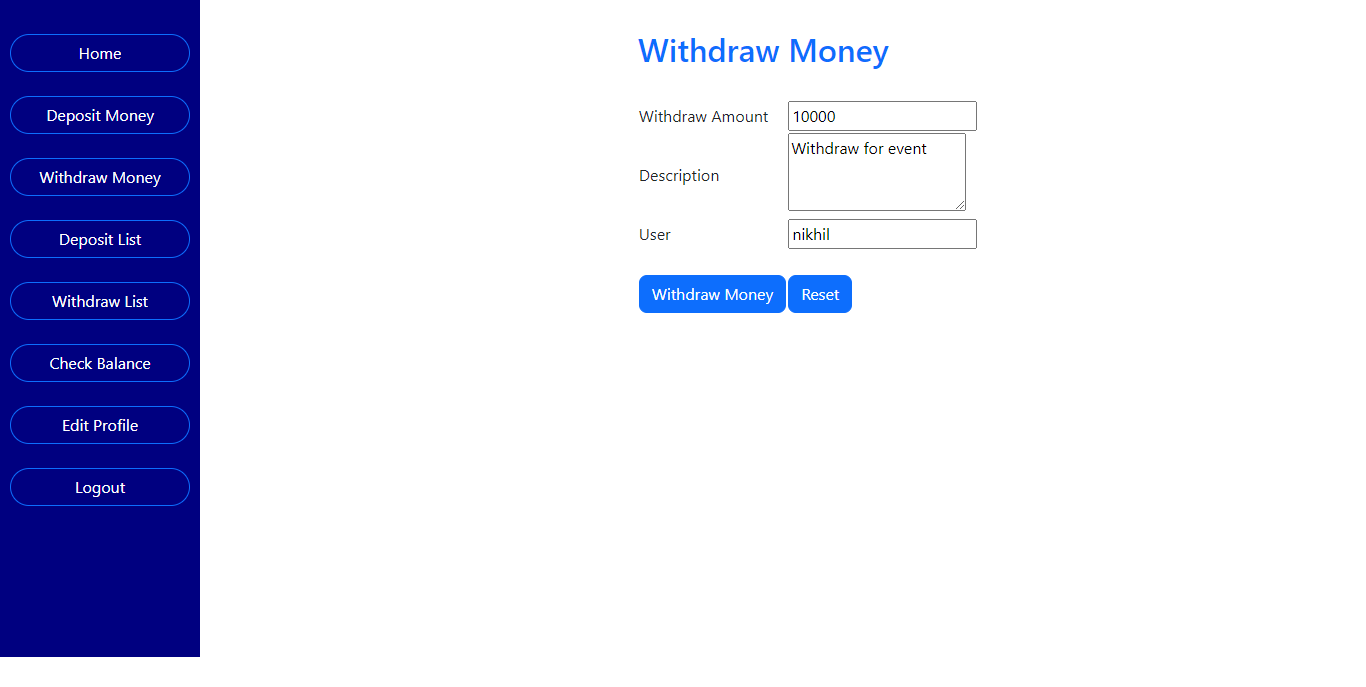 Home
Deposit Money
Withdraw Money
Deposit List
Withdraw List
Check Balance
Edit Profile
Logout
Withdraw Money
Withdraw Amount 10000
Description Withdraw for event
User nikhil
Withdraw Money Reset